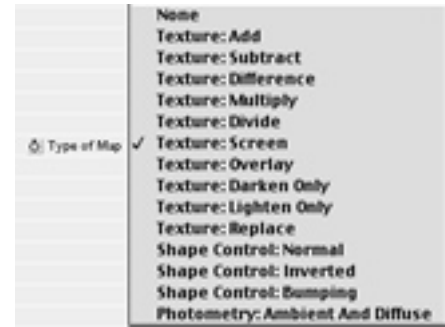 None
Texture: Add
Texture: Subtract
Texture: Difference
Texture: Multiply
Texture: Divide
Type of Map ✓ Texture: Screen
Texture: Overlay
Texture: Darken Only
Texture: Lighten Only
Texture: Replace
Shape Control: Normal
Shape Control: Inverted
Shape Control: Bumping
Photometry: Ambient And Diffuse